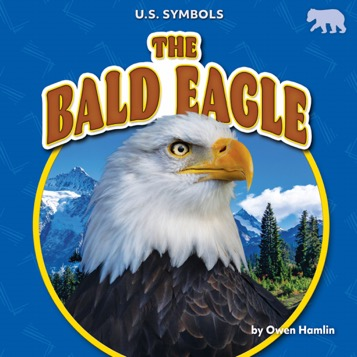 U.S. SYMBOLS
THE
BALD EAGLE
by Owen Hamlin